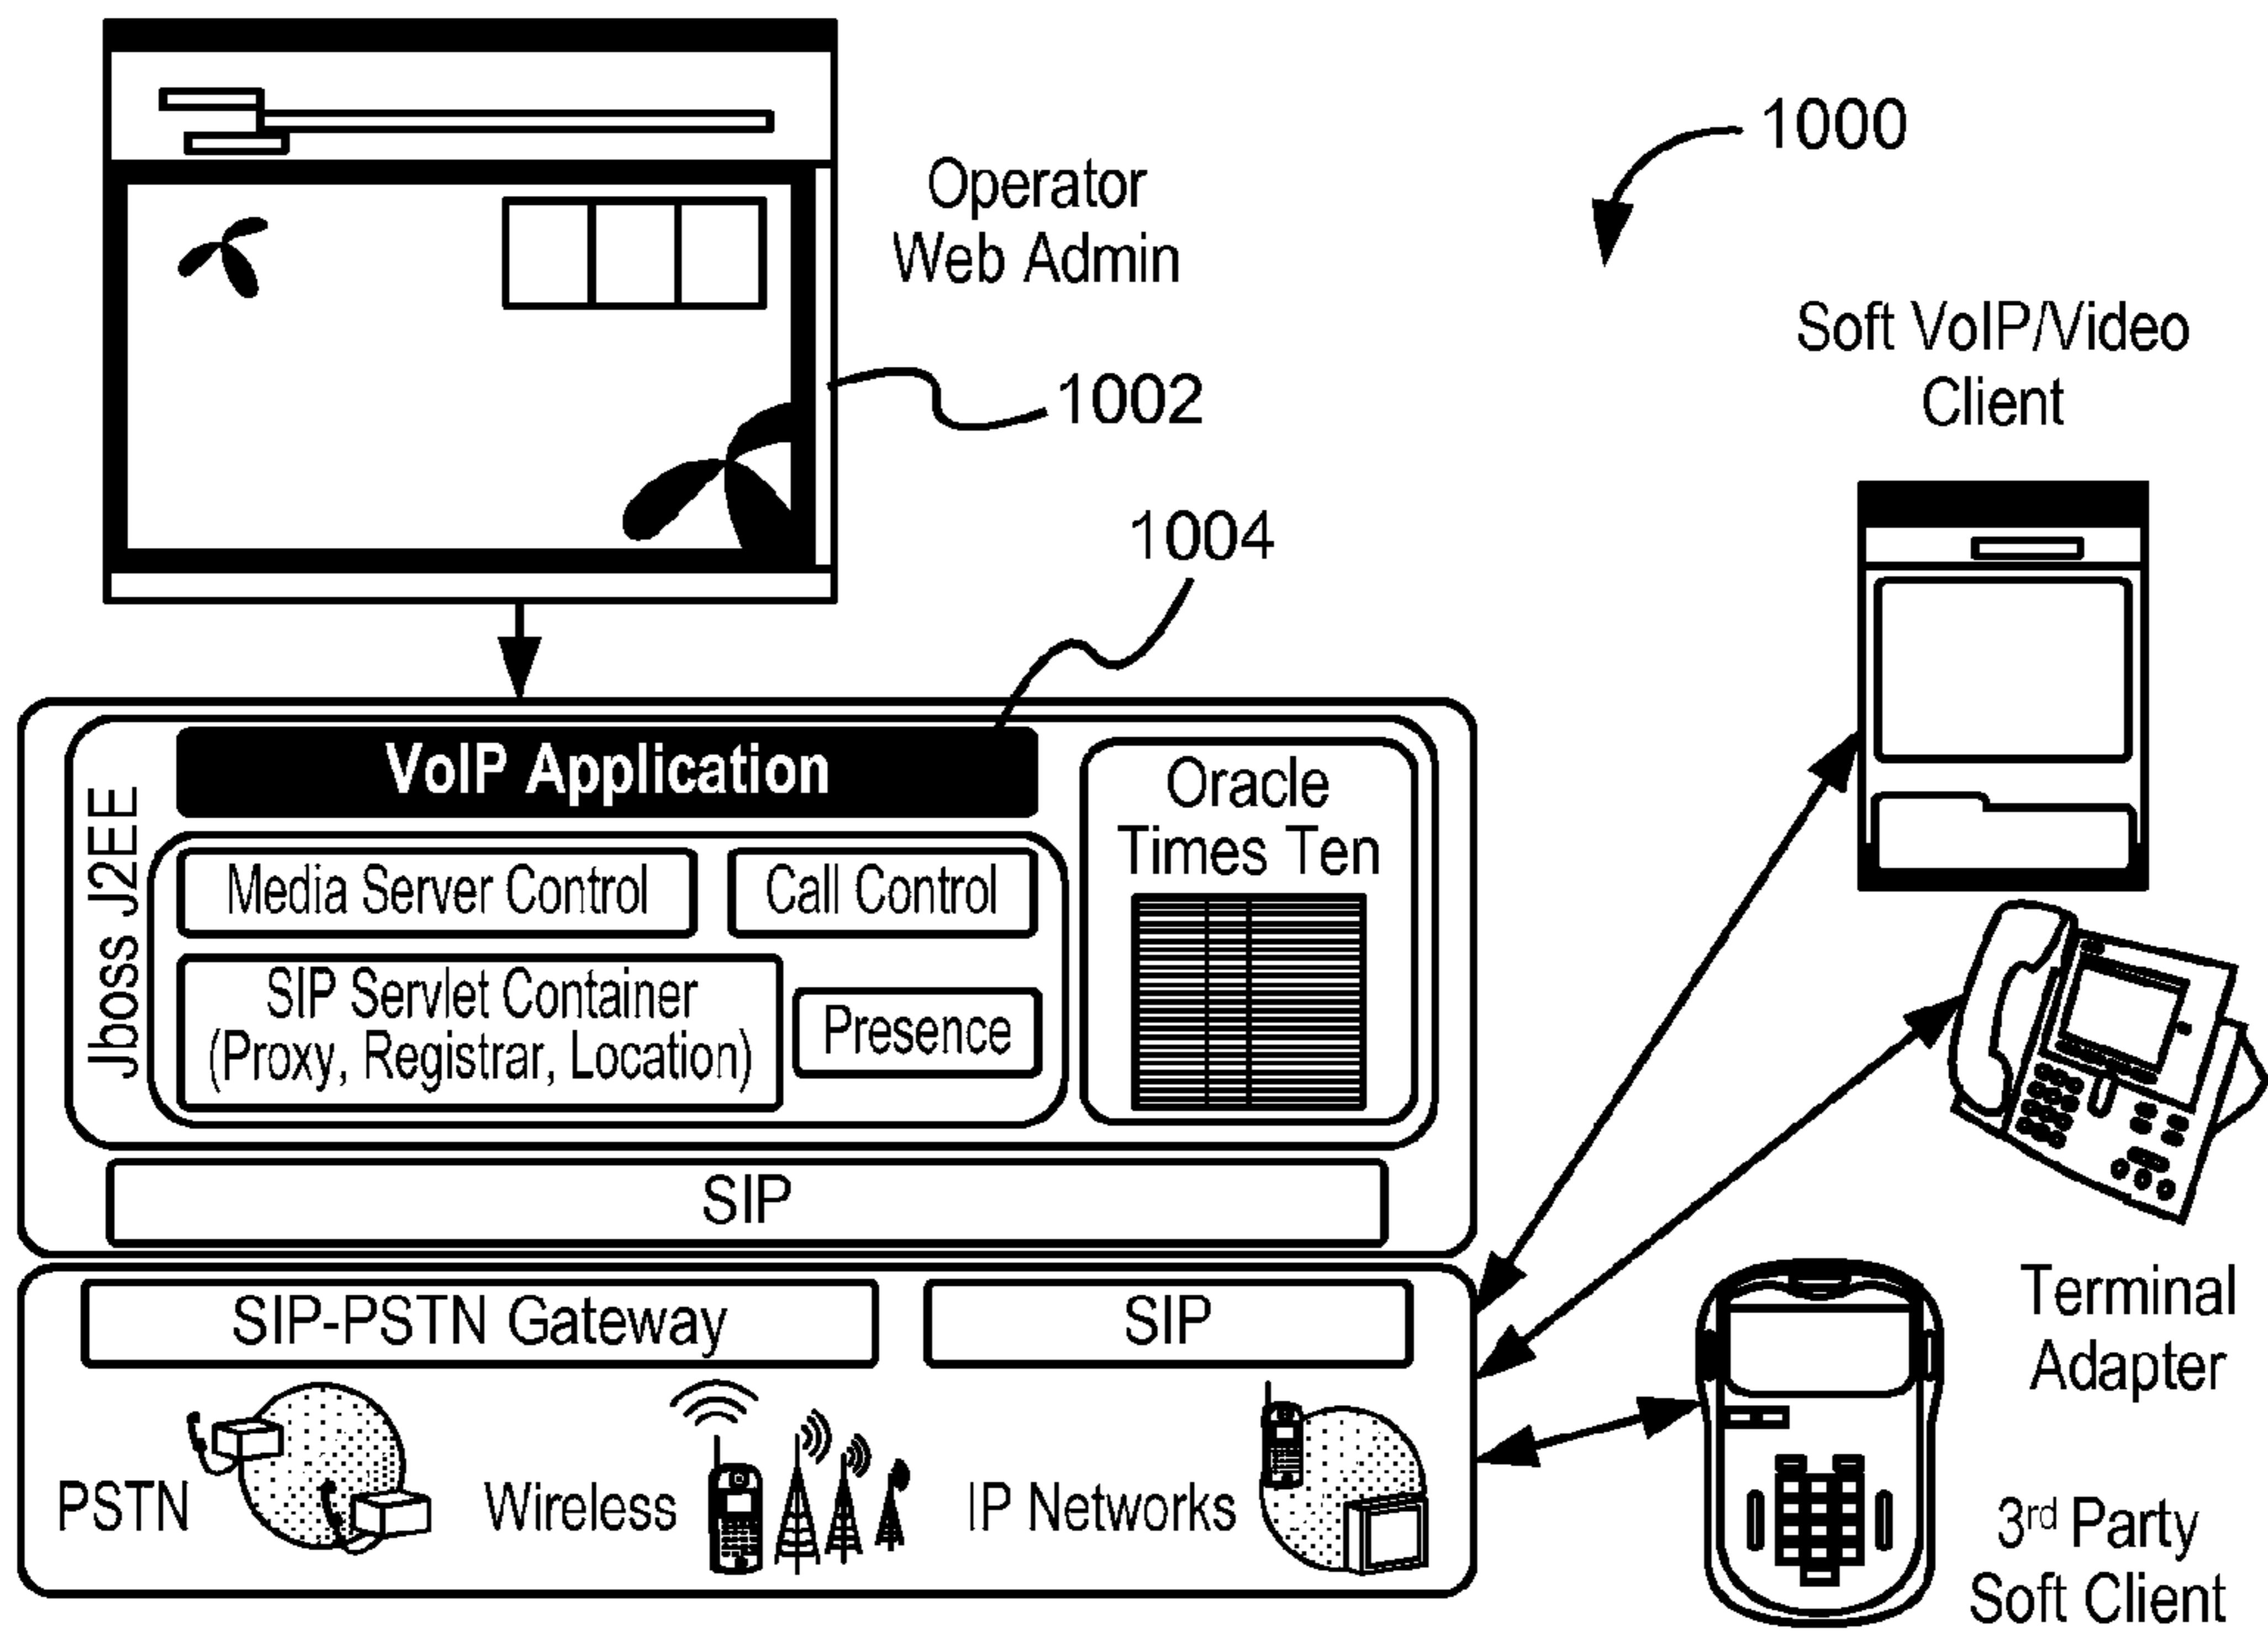 1000
Operator
Web Admin
1002
Soft VoIP/Video
Client
1004
VoIP Application
Jboss J2EE
Media Server Control
Call Control
SIP Servlet Container
(Proxy, Registrar, Location)
Presence
Oracle
Times Ten
SIP
SIP-PSTN Gateway
SIP
PSTN
Wireless
IP Networks
Terminal
Adapter
3rd Party
Soft Client